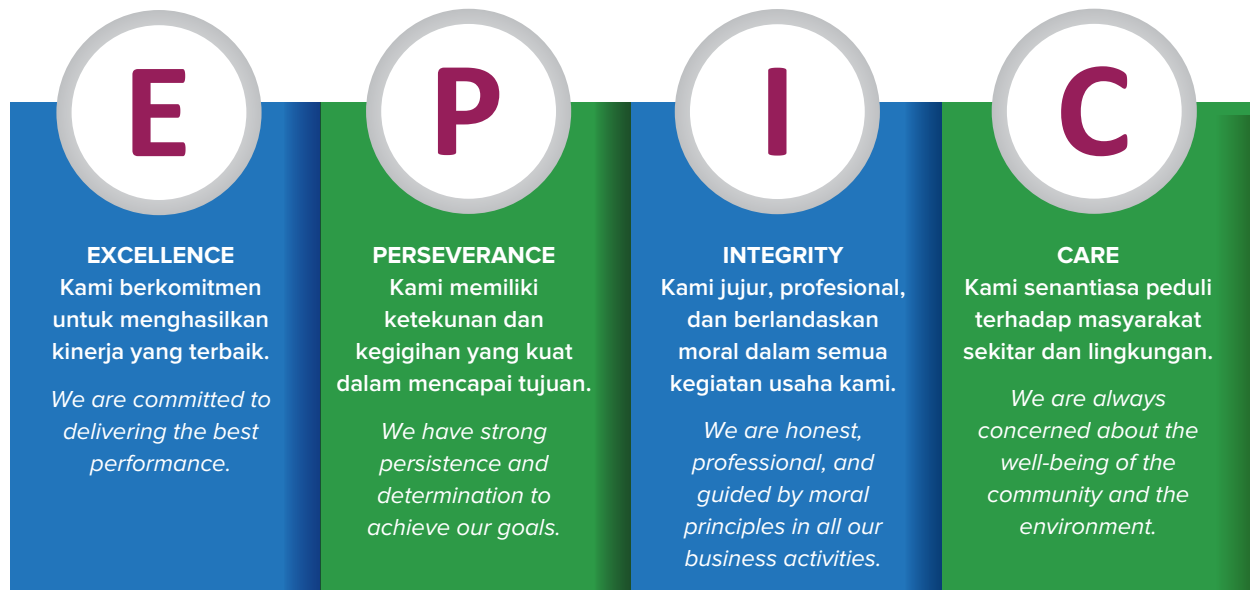 E
EXCELLENCE
Kami berkomitmen
untuk menghasilkan
kinerja yang terbaik.
We are committed to
delivering the best
performance.
P
PERSEVERANCE
Kami memiliki
ketekunan dan
kegigihan yang kuat
dalam mencapai tujuan.
We have strong
persistence and
determination to
achieve our goals.
I
INTEGRITY
Kami jujur, profesional,
dan berlandaskan
moral dalam semua
kegiatan usaha kami.
We are honest,
professional, and
guided by moral
principles in all our
business activities.
C
CARE
Kami senantiasa peduli
terhadap masyarakat
sekitar dan lingkungan.
We are always
concerned about the
well-being of the
community and the
environment.